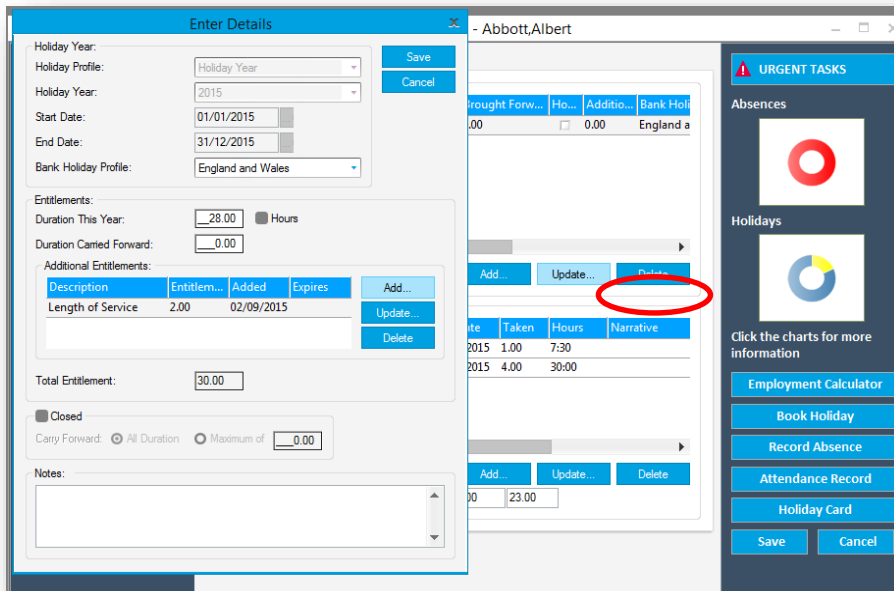 Enter Details
x
- Abbott,Albert
Holiday Year:
Holiday Profile: Holiday Year
Holiday Year: 2015
Start Date: 01/01/2015
End Date: 31/12/2015
Bank Holiday Profile: England and Wales
Save
Cancel
Entitlements:
Duration This Year: __28.00 Hours
Duration Carried Forward: ___0.00
Additional Entitlements:
Description Entitlem... Added Expires
Length of Service 2.00 02/09/2015
Add...
Update...
Delete
Total Entitlement: 30.00
Closed
Carry Forward: All Duration Maximum of ___0.00
Notes:
Brought Forw... Ho... Additio... Bank Holi
.00 0.00 England a
Add... Update... Delete
Taken Hours Narrative
2015 1.00 7:30
2015 4.00 30:00
Add... Update... Delete
00 23.00
URGENT TASKS
Absences
Holidays
Click the charts for more
information
Employment Calculator
Book Holiday
Record Absence
Attendance Record
Holiday Card
Save Cancel